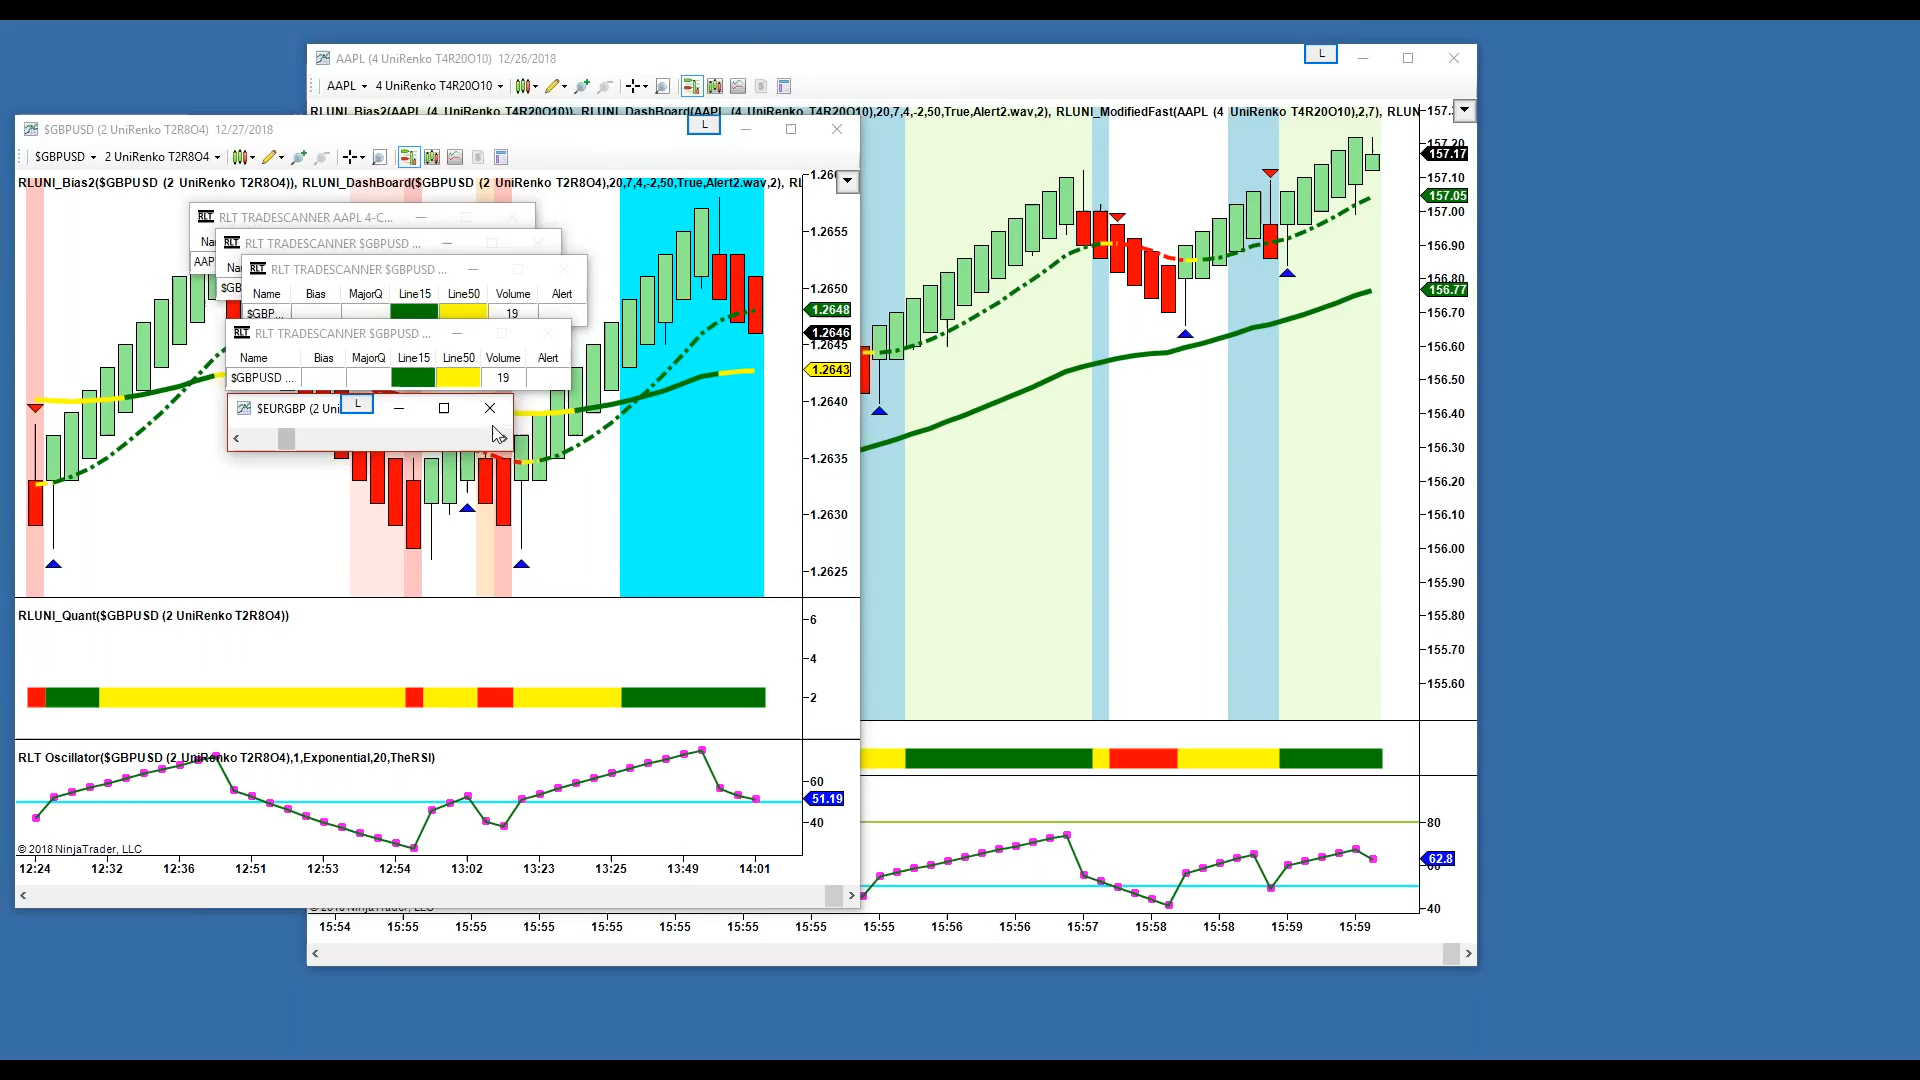 AAPL (4 UniRenko T4R20O10) 12/26/2018
L
AAPL 4 UniRenko T4R20O10
RLUNI_Bias2(AAPL (4 UniRenko T4R20O10)), RLUNI_DashBoard(AAPL (4 UniRenko T4R20O10),20,7,4,-2,50,True,Alert2.wav,2), RLUNI_ModifiedFast(AAPL (4 UniRenko T4R20O10),2,7), RLUN
157.20
157.17
157.10
157.05
157.00
156.90
156.80
156.77
156.70
156.60
156.50
156.40
156.30
156.20
156.10
156.00
155.90
155.80
155.70
155.60
80
62.8
60
40
15:54 15:55 15:55 15:55 15:55 15:55 15:55 15:55 15:55 15:56 15:56 15:57 15:58 15:58 15:59 15:59
$GBPUSD (2 UniRenko T2R8O4) 12/27/2018
L
$GBPUSD 2 UniRenko T2R8O4
RLUNI_Bias2($GBPUSD (2 UniRenko T2R8O4)), RLUNI_DashBoard($GBPUSD (2 UniRenko T2R8O4),20,7,4,-2,50,True,Alert2.wav,2), RL
1.2655
1.2650
1.2648
1.2646
1.2645
1.2643
1.2640
1.2635
1.2630
1.2625
RLT RLT TRADESCANNER AAPL 4-C...
Na
AAP
RLT RLT TRADESCANNER $GBPUSD ...
Na
$GB
RLT RLT TRADESCANNER $GBPUSD ...
Name Bias MajorQ Line15 Line50 Volume Alert
$GBP... 19
RLT RLT TRADESCANNER $GBPUSD ...
Name Bias MajorQ Line15 Line50 Volume Alert
$GBPUSD ... 19
$EURGBP (2 Uni
L
RLUNI_Quant($GBPUSD (2 UniRenko T2R8O4))
6
4
2
RLT Oscillator($GBPUSD (2 UniRenko T2R8O4),1,Exponential,20,TheRSI)
60
51.19
40
© 2018 NinjaTrader, LLC
12:24 12:32 12:36 12:51 12:53 12:54 13:02 13:23 13:25 13:49 14:01